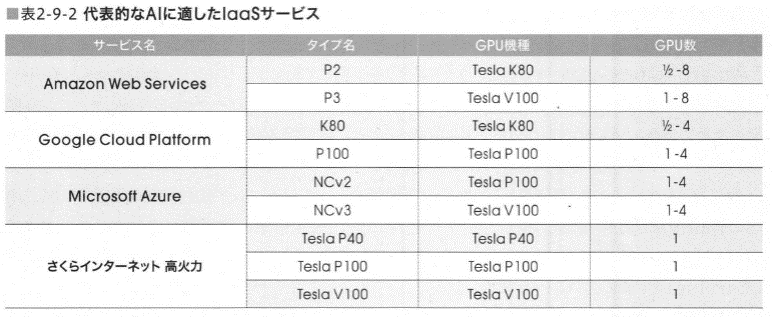 ■表2-9-2 代表的なAIに適したIaaSサービス
サービス名 タイプ名 GPU機種 GPU数
Amazon Web Services P2 Tesla K80 ½-8
P3 Tesla V100 1-8
Google Cloud Platform K80 Tesla K80 ½-4
P100 Tesla P100 1-4
Microsoft Azure NCv2 Tesla P100 1-4
NCv3 Tesla V100 1-4
さくらインターネット 高火力 Tesla P40 Tesla P40 1
Tesla P100 Tesla P100 1
Tesla V100 Tesla V100 1